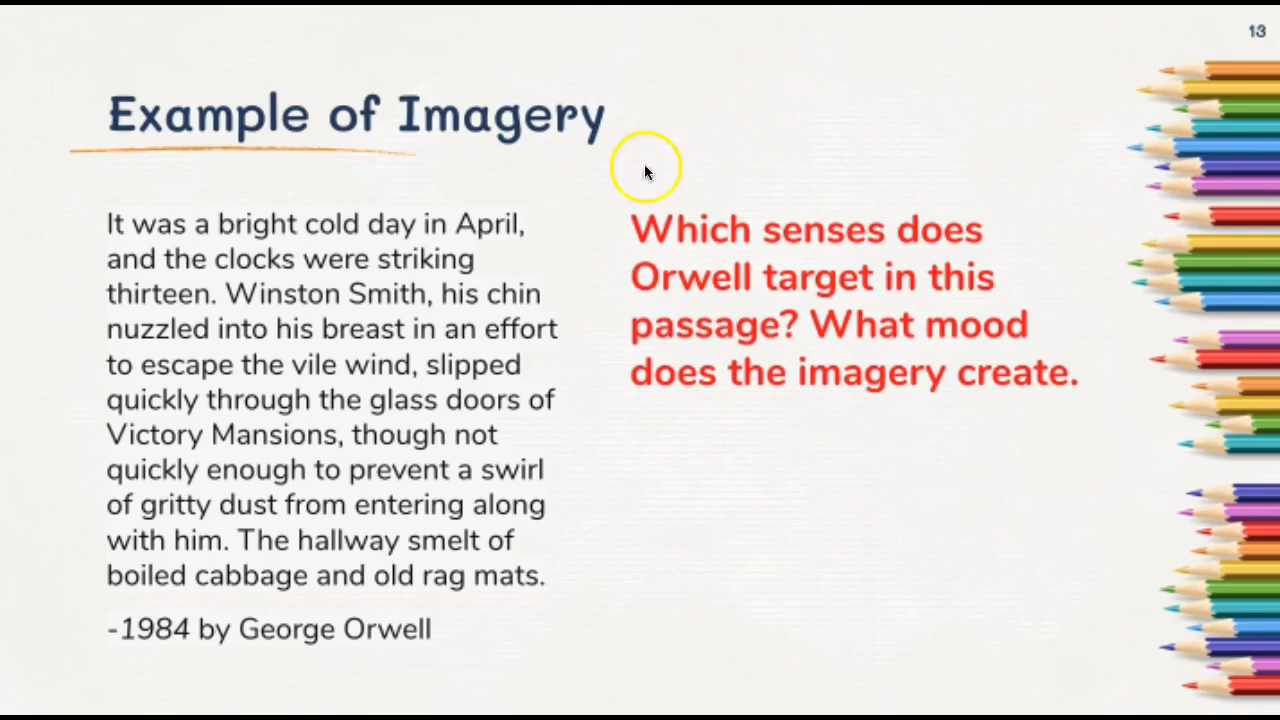 13
Example of Imagery
It was a bright cold day in April,
and the clocks were striking
thirteen. Winston Smith, his chin
nuzzled into his breast in an effort
to escape the vile wind, slipped
quickly through the glass doors of
Victory Mansions, though not
quickly enough to prevent a swirl
of gritty dust from entering along
with him. The hallway smelt of
boiled cabbage and old rag mats.
-1984 by George Orwell
Which senses does
Orwell target in this
passage? What mood
does the imagery create.